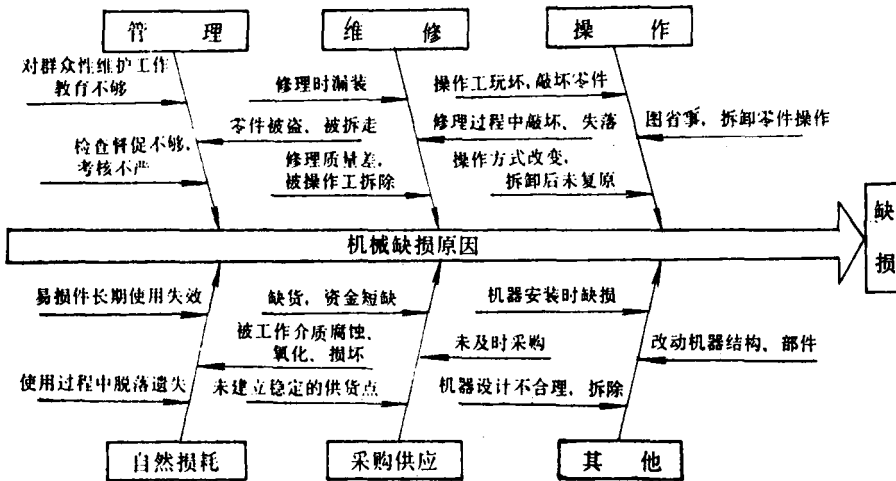 管理
维修
操作
对群众性维护工作
教育不够
零件被盗、被拆走
检查督促不够，
考核不严
修理时漏装
修理过程中敲坏、失落
修理质量差，
被操作工拆除
操作工玩坏，敲坏零件
图省事，拆卸零件操作
操作方式改变，
拆卸后未复原
机械缺损原因
缺损
易损件长期使用失效
被工作介质腐蚀、
氧化、损坏
使用过程中脱落遗失
缺货，资金短缺
未及时采购
未建立稳定的供货点
机器安装时缺损
改动机器结构、部件
机器设计不合理，拆除
自然损耗
采购供应
其他